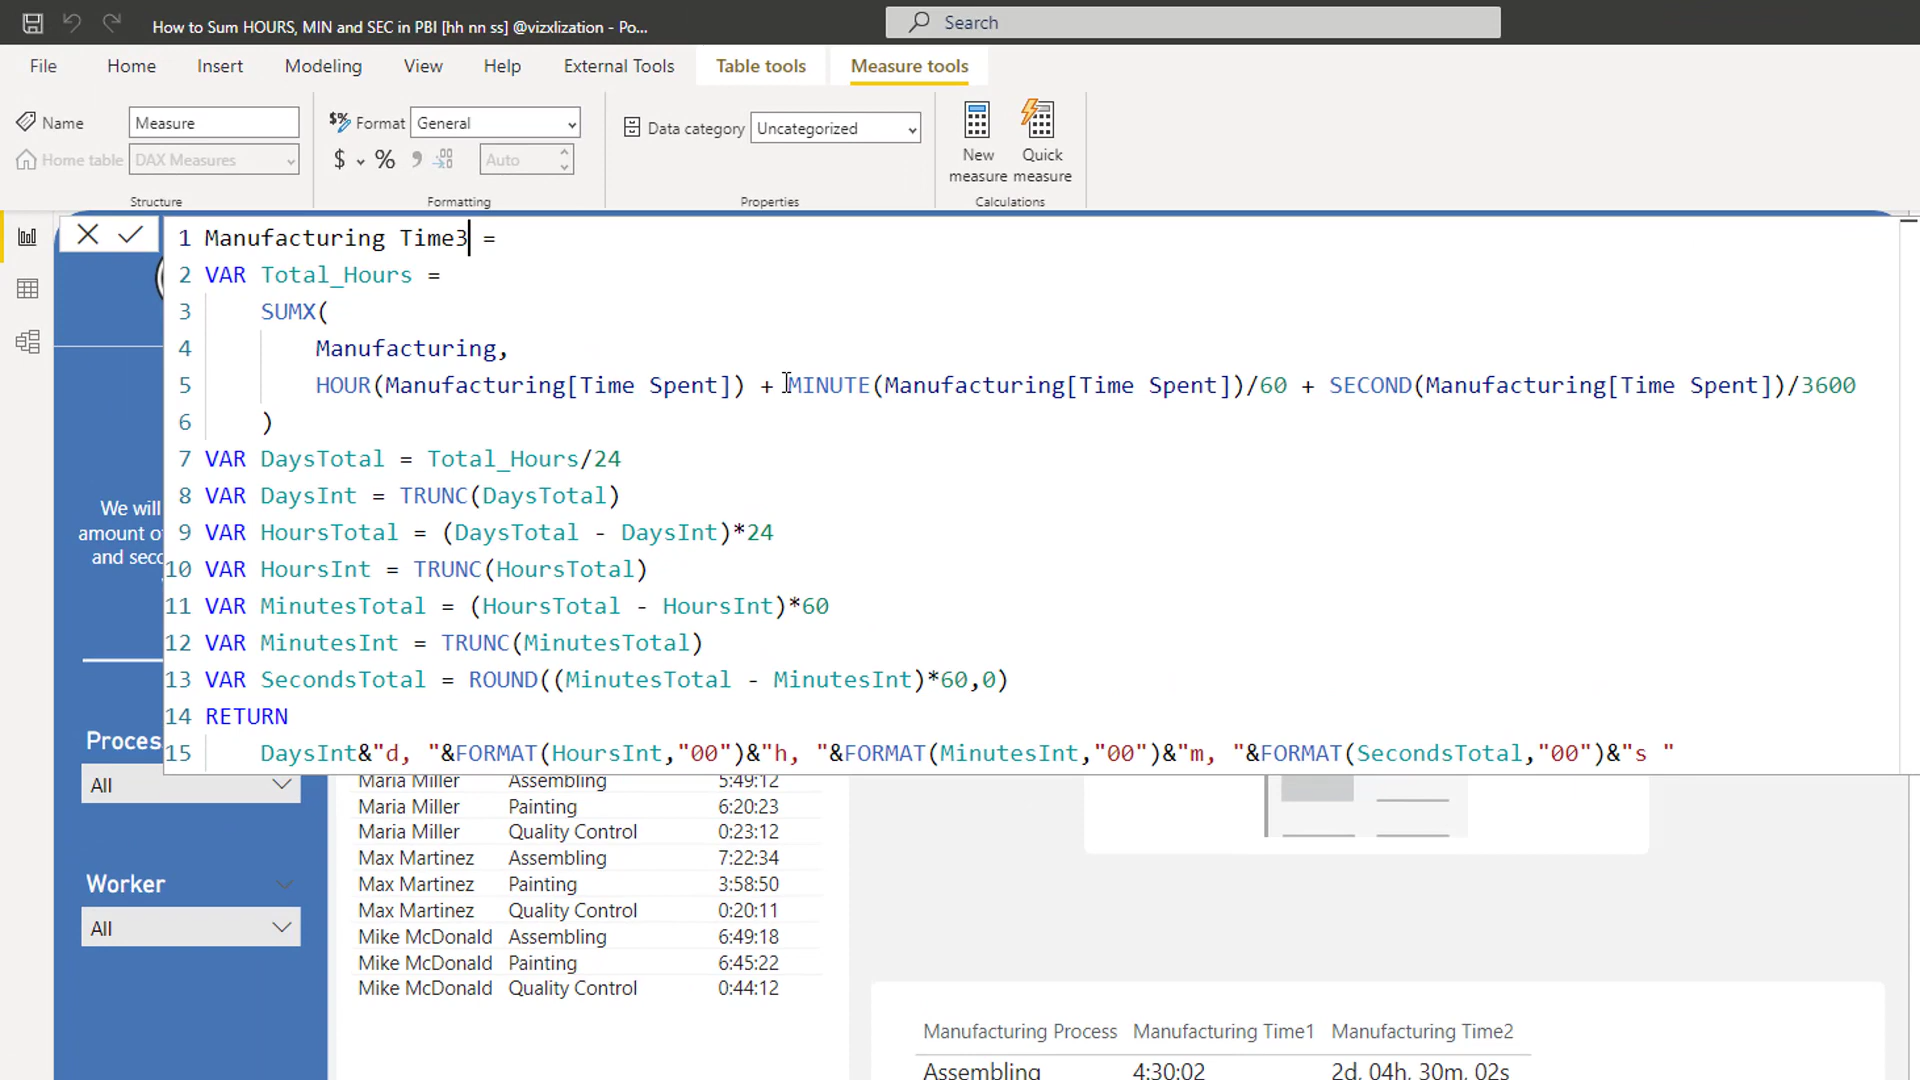 How to Sum HOURS, MIN and SEC in PBI [hh nn ss] @vizxlization - Po...
Search
File Home Insert Modeling View Help External Tools Table tools Measure tools
Name Measure
Home table DAX Measures
Structure
Format General
$ % Auto
Formatting
Data category Uncategorized
Properties
New measure
Quick measure
Calculations
1 Manufacturing Time3 =
2 VAR Total_Hours =
3 SUMX(
4 Manufacturing,
5 HOUR(Manufacturing[Time Spent]) + MINUTE(Manufacturing[Time Spent])/60 + SECOND(Manufacturing[Time Spent])/3600
6 )
7 VAR DaysTotal = Total_Hours/24
8 VAR DaysInt = TRUNC(DaysTotal)
9 VAR HoursTotal = (DaysTotal - DaysInt)*24
10 VAR HoursInt = TRUNC(HoursTotal)
11 VAR MinutesTotal = (HoursTotal - HoursInt)*60
12 VAR MinutesInt = TRUNC(MinutesTotal)
13 VAR SecondsTotal = ROUND((MinutesTotal - MinutesInt)*60,0)
14 RETURN
15 DaysInt&"d, "&FORMAT(HoursInt,"00")&"h, "&FORMAT(MinutesInt,"00")&"m, "&FORMAT(SecondsTotal,"00")&"s "
We will
amount o
and seco
Proces
All
Worker
All
Maria Miller Assembling 5:49:12
Maria Miller Painting 6:20:23
Maria Miller Quality Control 0:23:12
Max Martinez Assembling 7:22:34
Max Martinez Painting 3:58:50
Max Martinez Quality Control 0:20:11
Mike McDonald Assembling 6:49:18
Mike McDonald Painting 6:45:22
Mike McDonald Quality Control 0:44:12
Manufacturing Process Manufacturing Time1 Manufacturing Time2
Assembling 4:30:02 2d, 04h, 30m, 02s